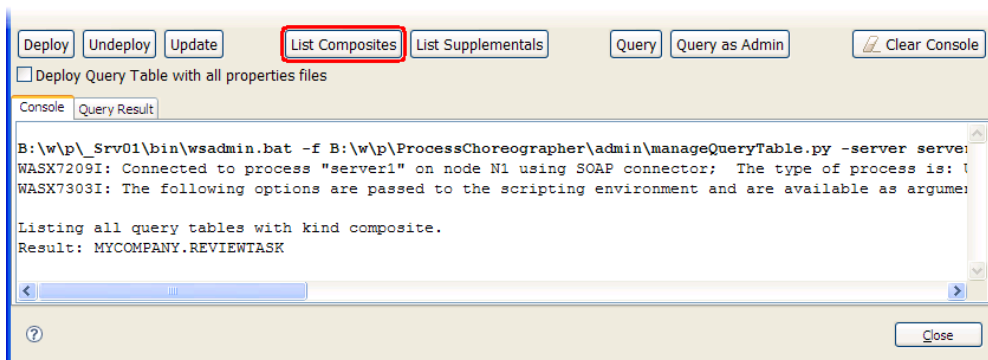 Deploy Undeploy Update List Composites List Supplementals Query Query as Admin Clear Console
Deploy Query Table with all properties files
Console Query Result
B:\w\p\_Srv01\bin\wsadmin.bat -f B:\w\p\ProcessChoreographer\admin\manageQueryTable.py -server server
WASX7209I: Connected to process "server1" on node N1 using SOAP connector; The type of process is:
WASX7303I: The following options are passed to the scripting environment and are available as argume
Listing all query tables with kind composite.
Result: MYCOMPANY.REVIEWTASK
Close